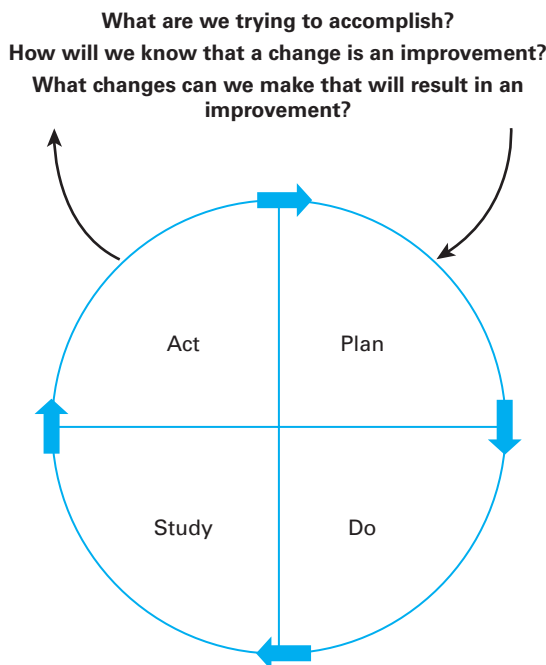 What are we trying to accomplish?
How will we know that a change is an improvement?
What changes can we make that will result in an
improvement?
Act
Plan
Study
Do